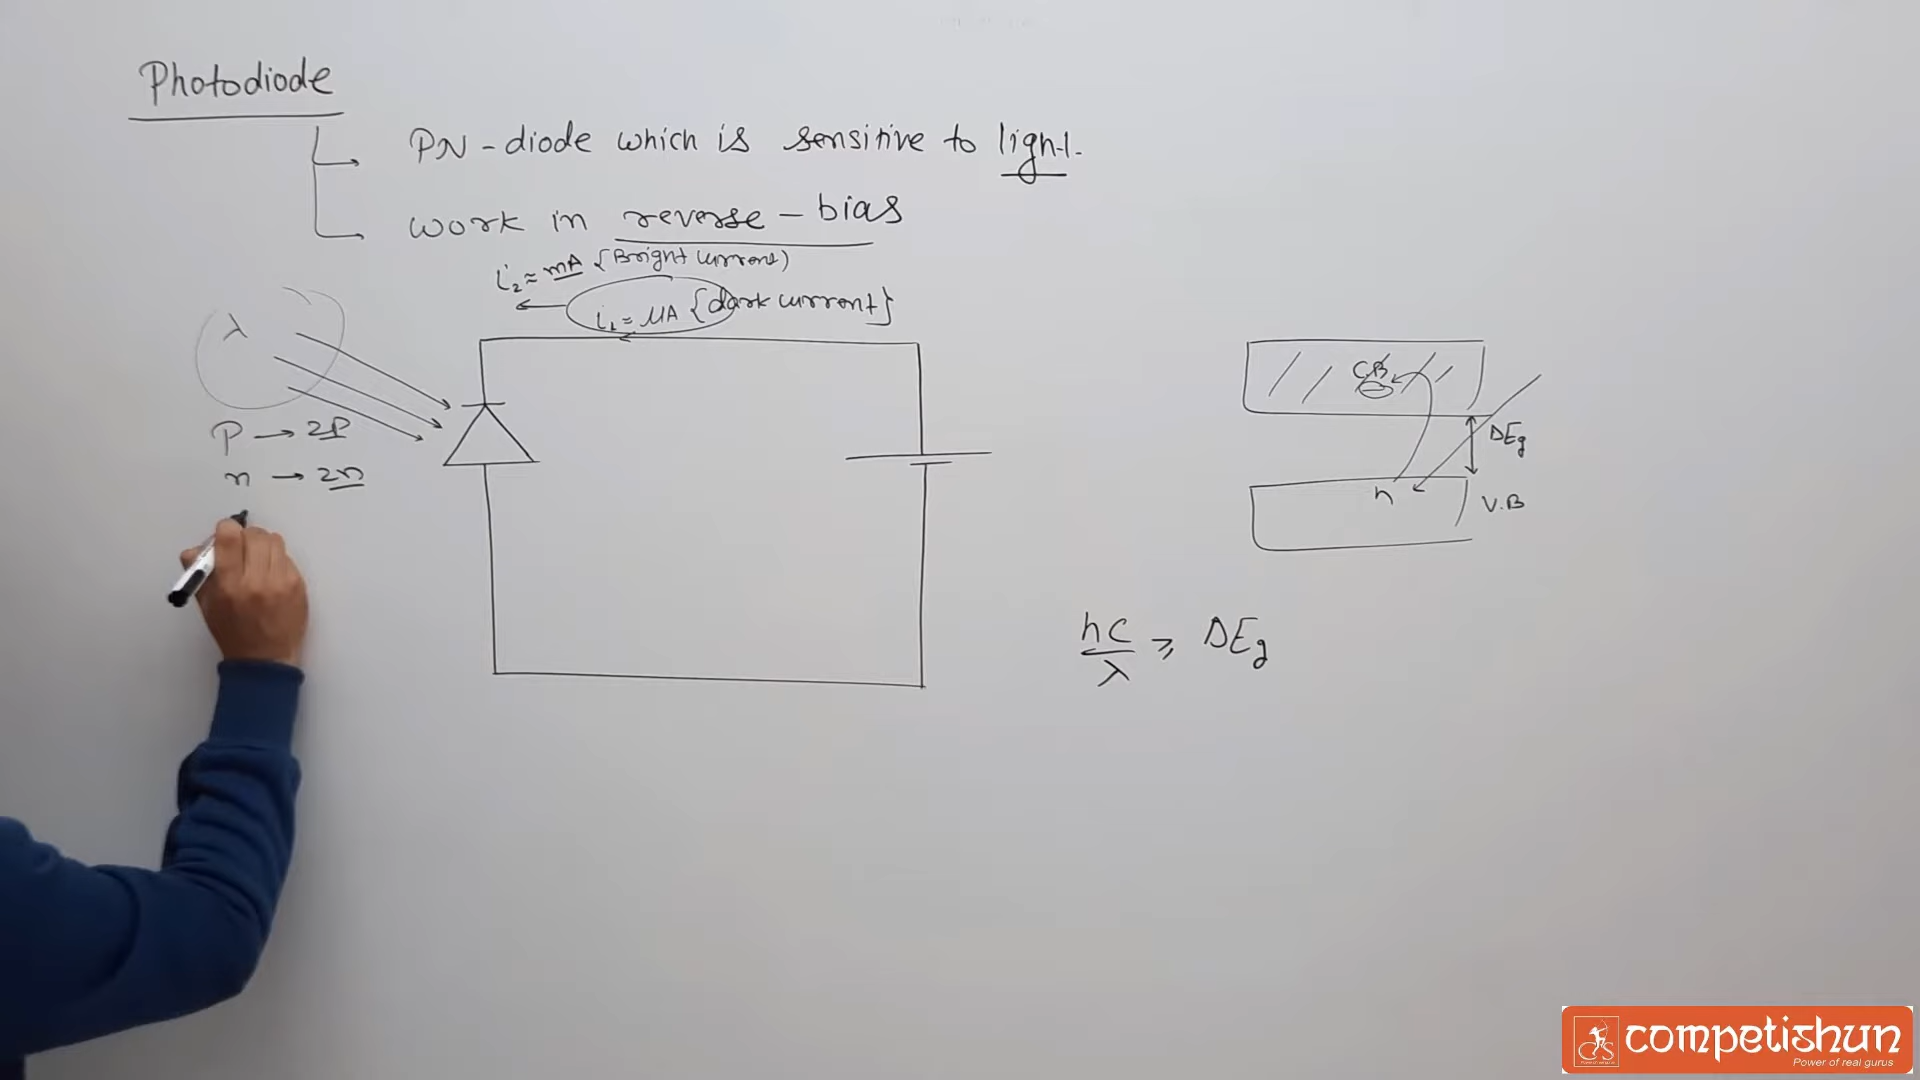 Photodiode
PN-diode which is sensitive to light.
work in reverse-bias
i₂ ≈ mA {Bright current)
i₁ = μA {dark current}
λ
P → 2P
n → 2n
C.B
ΔEg
h
V.B
hc/λ ⩾ ΔEg
competishun
Power of real gurus